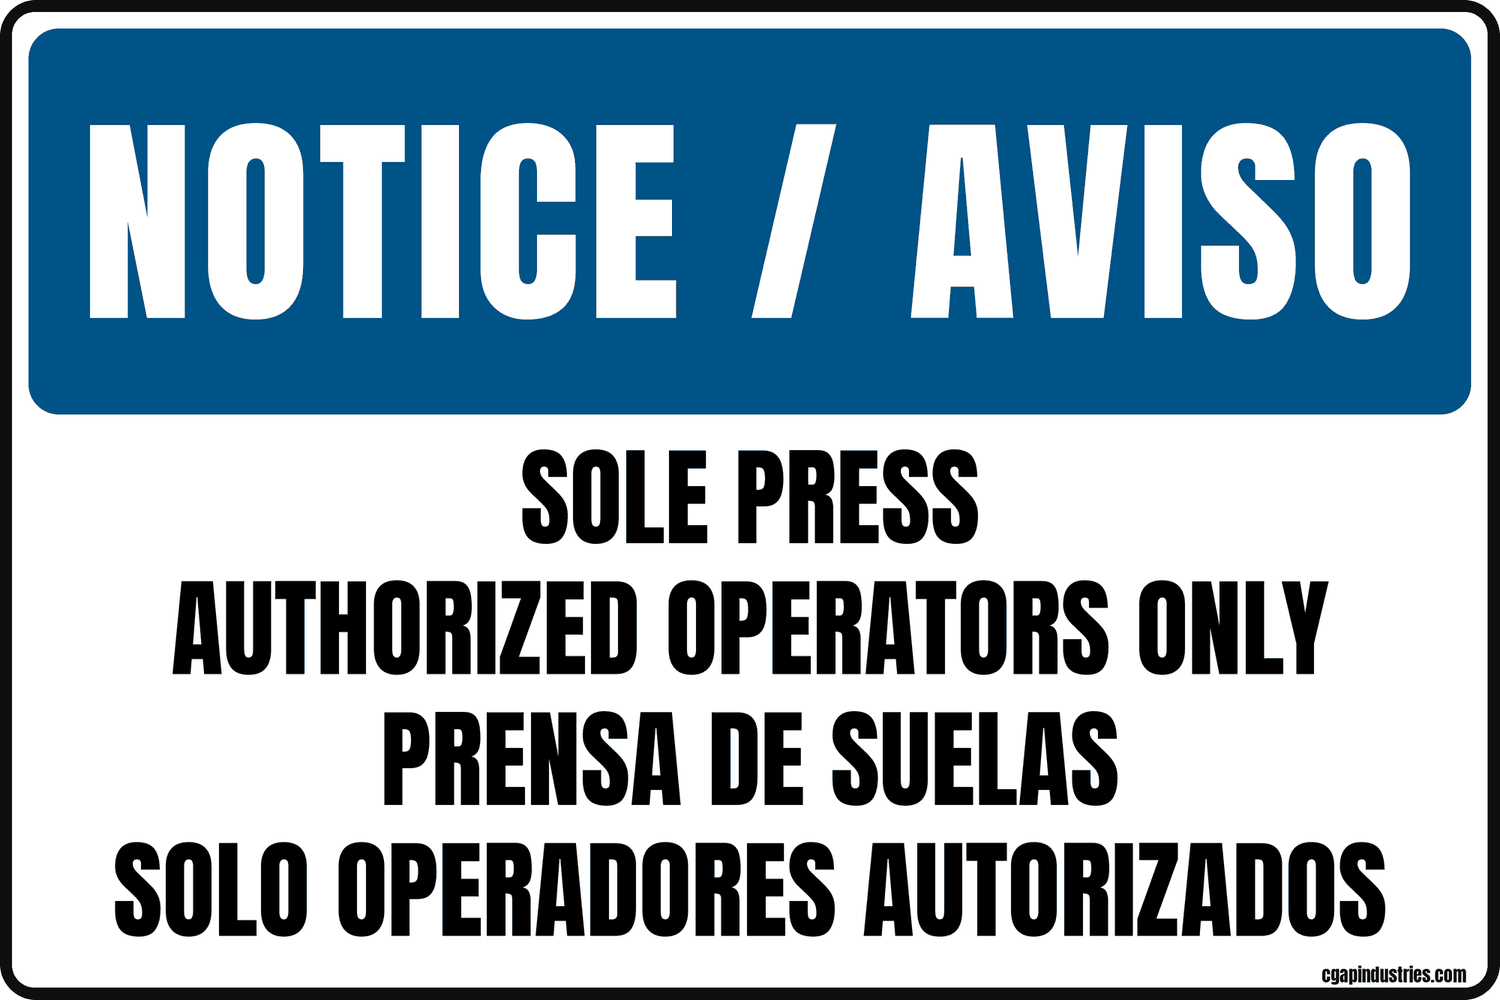 NOTICE / AVISO
SOLE PRESS
AUTHORIZED OPERATORS ONLY
PRENSA DE SUELAS
SOLO OPERADORES AUTORIZADOS
cgapindustries.com